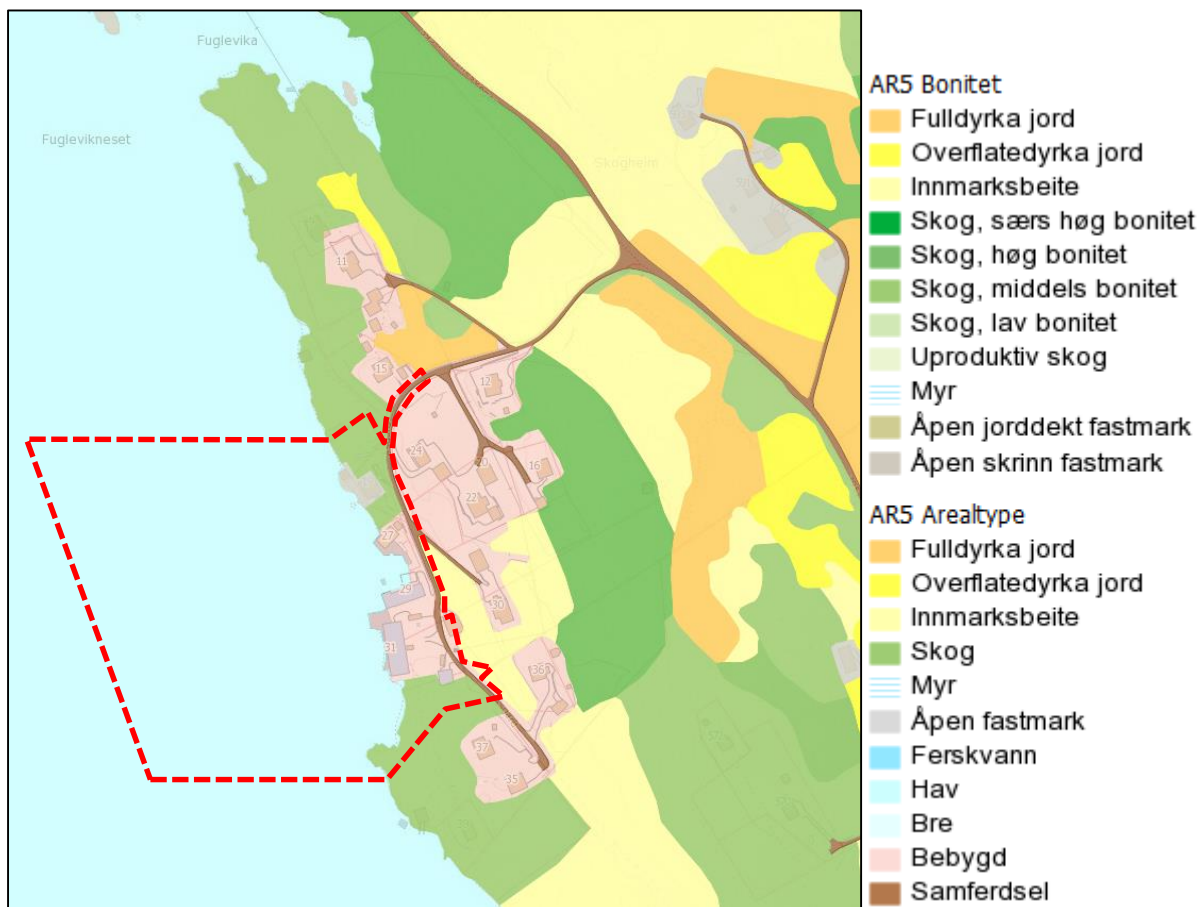 Fuglevika
Fuglevikneset
Skogheim
11
15
12
24
20
16
22
27
29
30
31
36
37
35
AR5 Bonitet
Fulldyrka jord
Overflatedyrka jord
Innmarksbeite
Skog, særs høg bonitet
Skog, høg bonitet
Skog, middels bonitet
Skog, lav bonitet
Uproduktiv skog
Myr
Åpen jorddekt fastmark
Åpen skrinn fastmark
AR5 Arealtype
Fulldyrka jord
Overflatedyrka jord
Innmarksbeite
Skog
Myr
Åpen fastmark
Ferskvann
Hav
Bre
Bebygd
Samferdsel